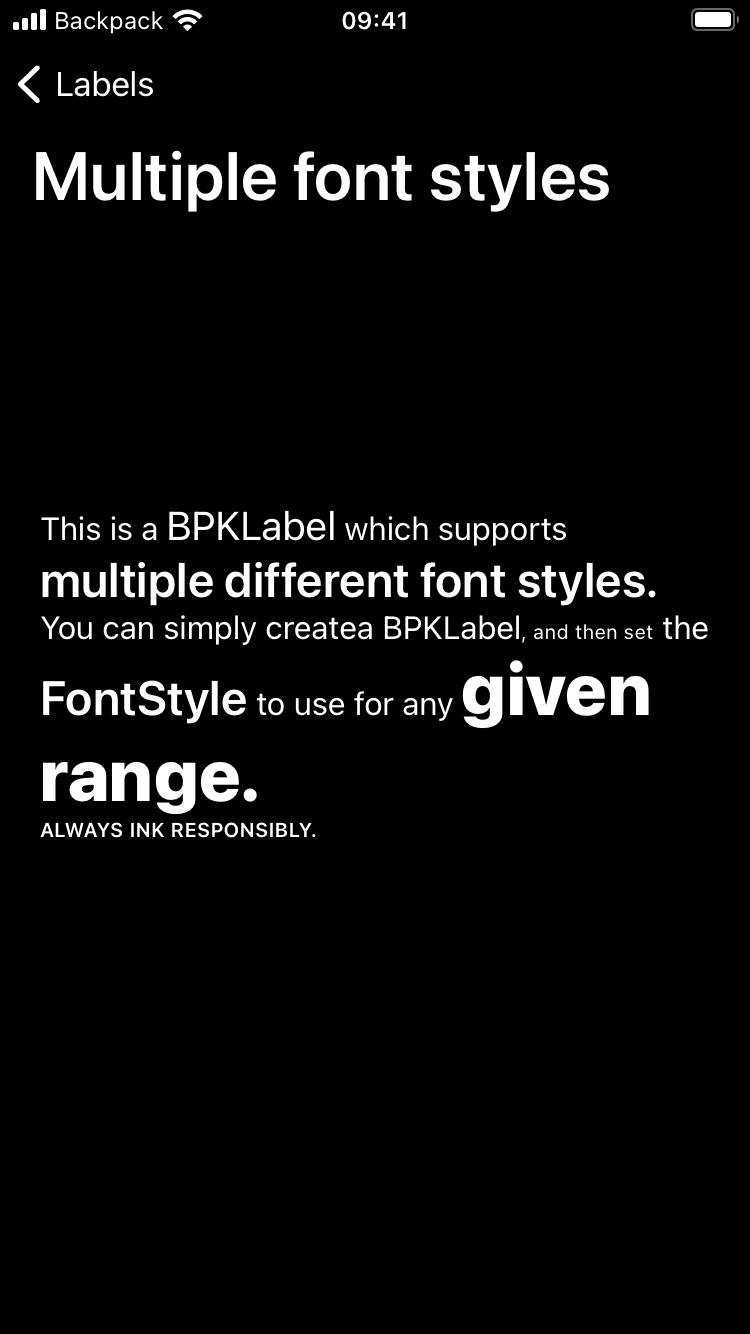 Backpack 09:41
Labels
Multiple font styles
This is a BPKLabel which supports
multiple different font styles.
You can simply createa BPKLabel, and then set the
FontStyle to use for any given
range.
ALWAYS INK RESPONSIBLY.